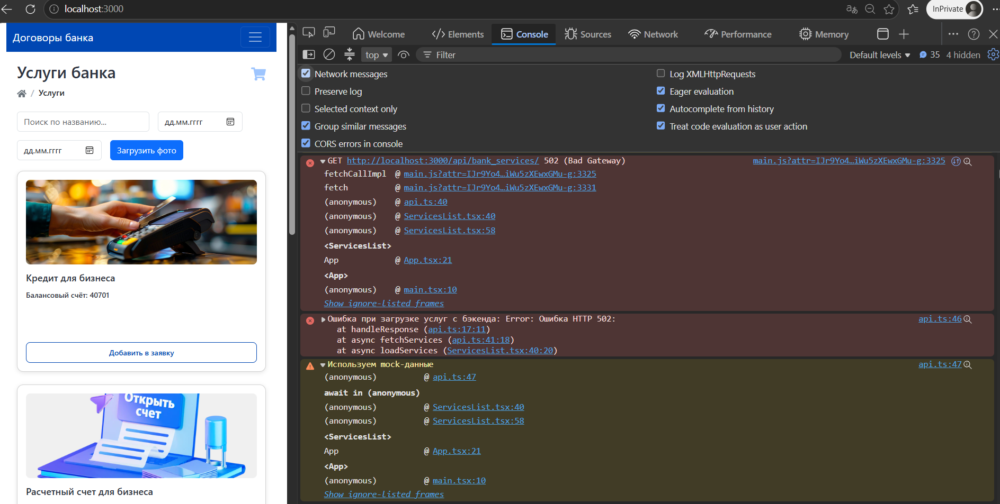 localhost:3000
InPrivate
Договоры банка
Услуги банка
/ Услуги
Поиск по названию...
дд.мм.гггг
дд.мм.гггг
Загрузить фото
Кредит для бизнеса
Балансовый счёт: 40701
Добавить в заявку
Открыть
счет
Расчетный счет для бизнеса
Welcome
Elements
Console
Sources
Network
Performance
Memory
top
Filter
Default levels
35
4 hidden
Network messages
Log XMLHttpRequests
Preserve log
Eager evaluation
Selected context only
Autocomplete from history
Group similar messages
Treat code evaluation as user action
CORS errors in console
GET http://localhost:3000/api/bank_services/ 502 (Bad Gateway) main.js?attr=IJr9Yo4…iWu5zXEwxGMu-g:3325
fetchCallImpl @ main.js?attr=IJr9Yo4…iWu5zXEwxGMu-g:3325
fetch @ main.js?attr=IJr9Yo4…iWu5zXEwxGMu-g:3331
(anonymous) @ api.ts:40
(anonymous) @ ServicesList.tsx:40
(anonymous) @ ServicesList.tsx:58
<ServicesList>
App @ App.tsx:21
<App>
(anonymous) @ main.tsx:10
Show ignore-listed frames
Ошибка при загрузке услуг с бэкенда: Error: Ошибка HTTP 502: api.ts:46
at handleResponse (api.ts:17:11)
at async fetchServices (api.ts:41:18)
at async loadServices (ServicesList.tsx:40:20)
Используем mock-данные api.ts:47
(anonymous) @ api.ts:47
await in (anonymous)
(anonymous) @ ServicesList.tsx:40
(anonymous) @ ServicesList.tsx:58
<ServicesList>
App @ App.tsx:21
<App>
(anonymous) @ main.tsx:10
Show ignore-listed frames